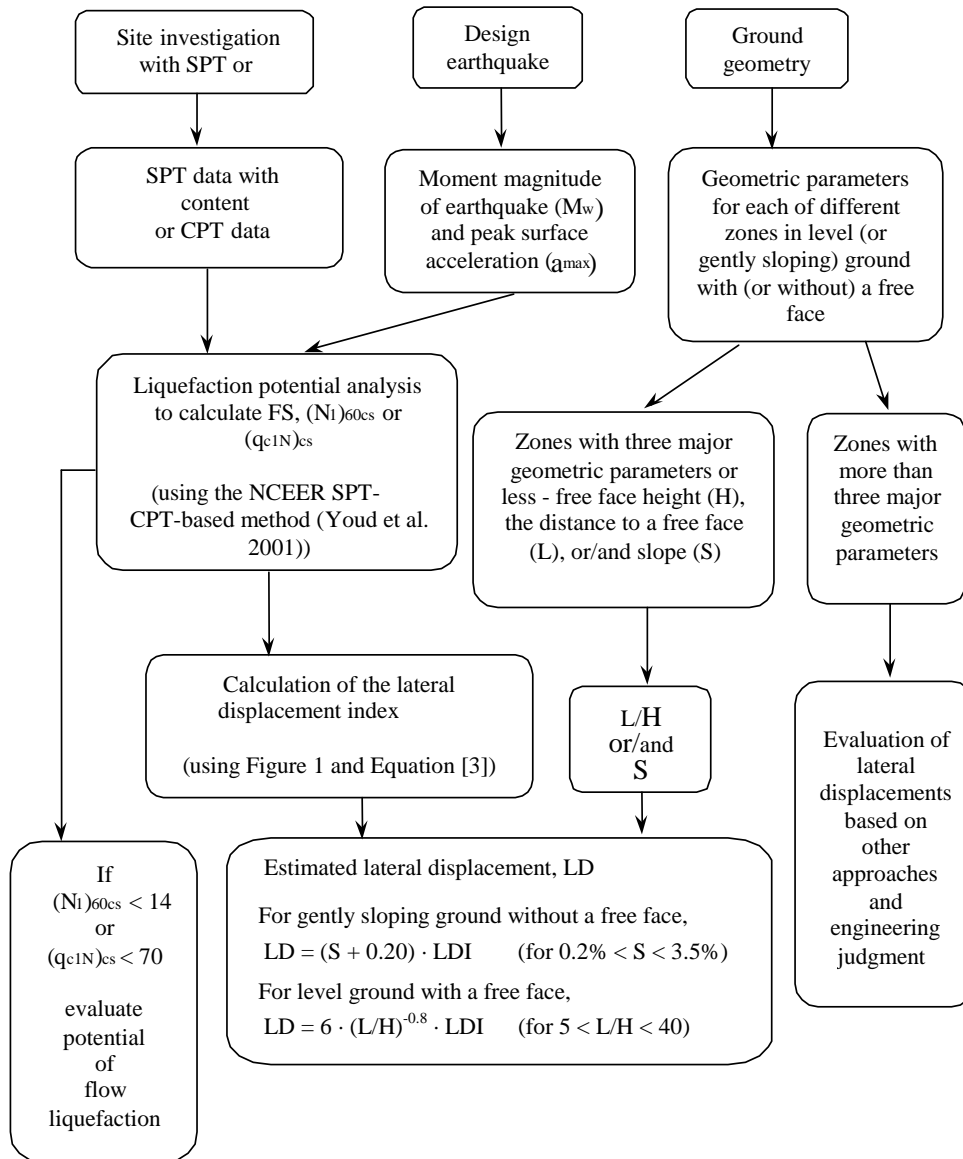 Site investigation
with SPT or
Design
earthquake
Ground
geometry
SPT data with
content
or CPT data
Moment magnitude
of earthquake (Mw)
and peak surface
acceleration (amax)
Geometric parameters
for each of different
zones in level (or
gently sloping) ground
with (or without) a free
face
Liquefaction potential analysis
to calculate FS, (N1)60cs or
(qc1N)cs
(using the NCEER SPT-
CPT-based method (Youd et al.
2001))
Zones with three major
geometric parameters or
less - free face height (H),
the distance to a free face
(L), or/and slope (S)
Zones with
more than
three major
geometric
parameters
Calculation of the lateral
displacement index
(using Figure 1 and Equation [3])
L/H
or/and
S
Evaluation of
lateral
displacements
based on
other
approaches
and
engineering
judgment
If
(N1)60cs < 14
or
(qc1N)cs < 70
evaluate
potential
of
flow
liquefaction
Estimated lateral displacement, LD
For gently sloping ground without a free face,
LD = (S + 0.20) · LDI (for 0.2% < S < 3.5%)
For level ground with a free face,
LD = 6 · (L/H)^-0.8 · LDI (for 5 < L/H < 40)